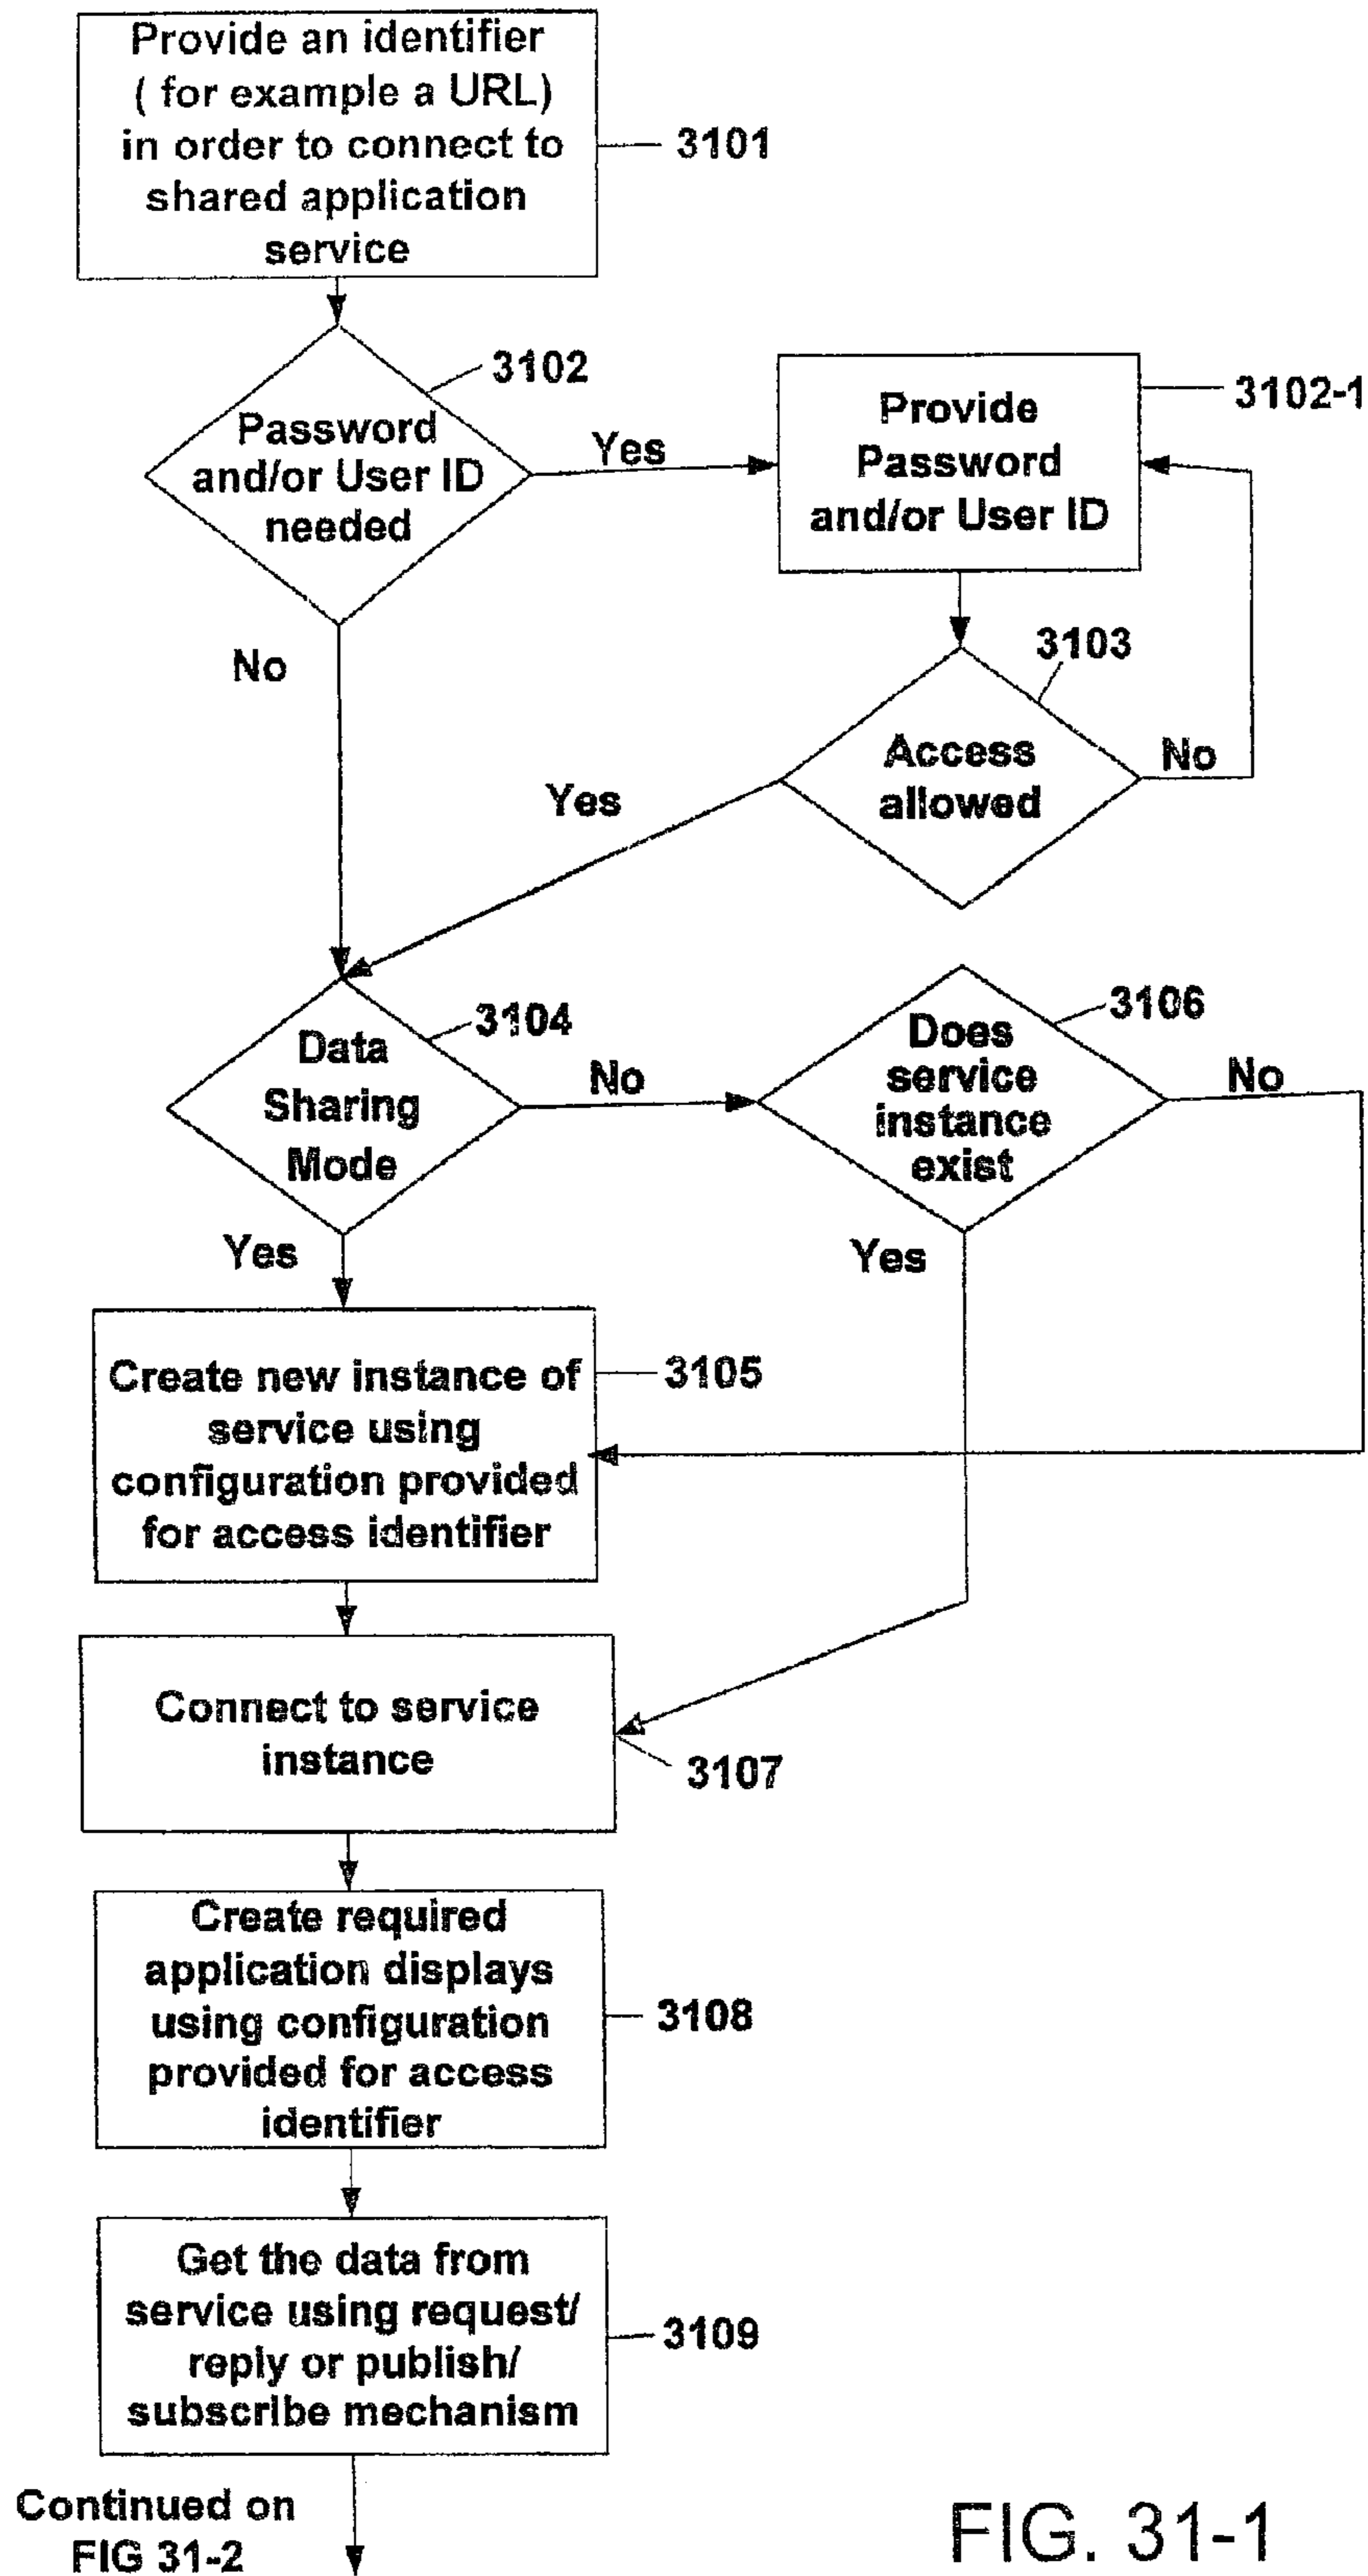 Provide an identifier
( for example a URL)
in order to connect to
shared application
service
3101
3102
Password
and/or User ID
needed
Yes
No
Provide
Password
and/or User ID
3102-1
3103
Access
allowed
No
Yes
3104
Data
Sharing
Mode
No
Yes
3106
Does
service
instance
exist
No
Yes
Create new instance of
service using
configuration provided
for access identifier
3105
Connect to service
instance
3107
Create required
application displays
using configuration
provided for access
identifier
3108
Get the data from
service using request/
reply or publish/
subscribe mechanism
3109
Continued on
FIG 31-2
FIG. 31-1